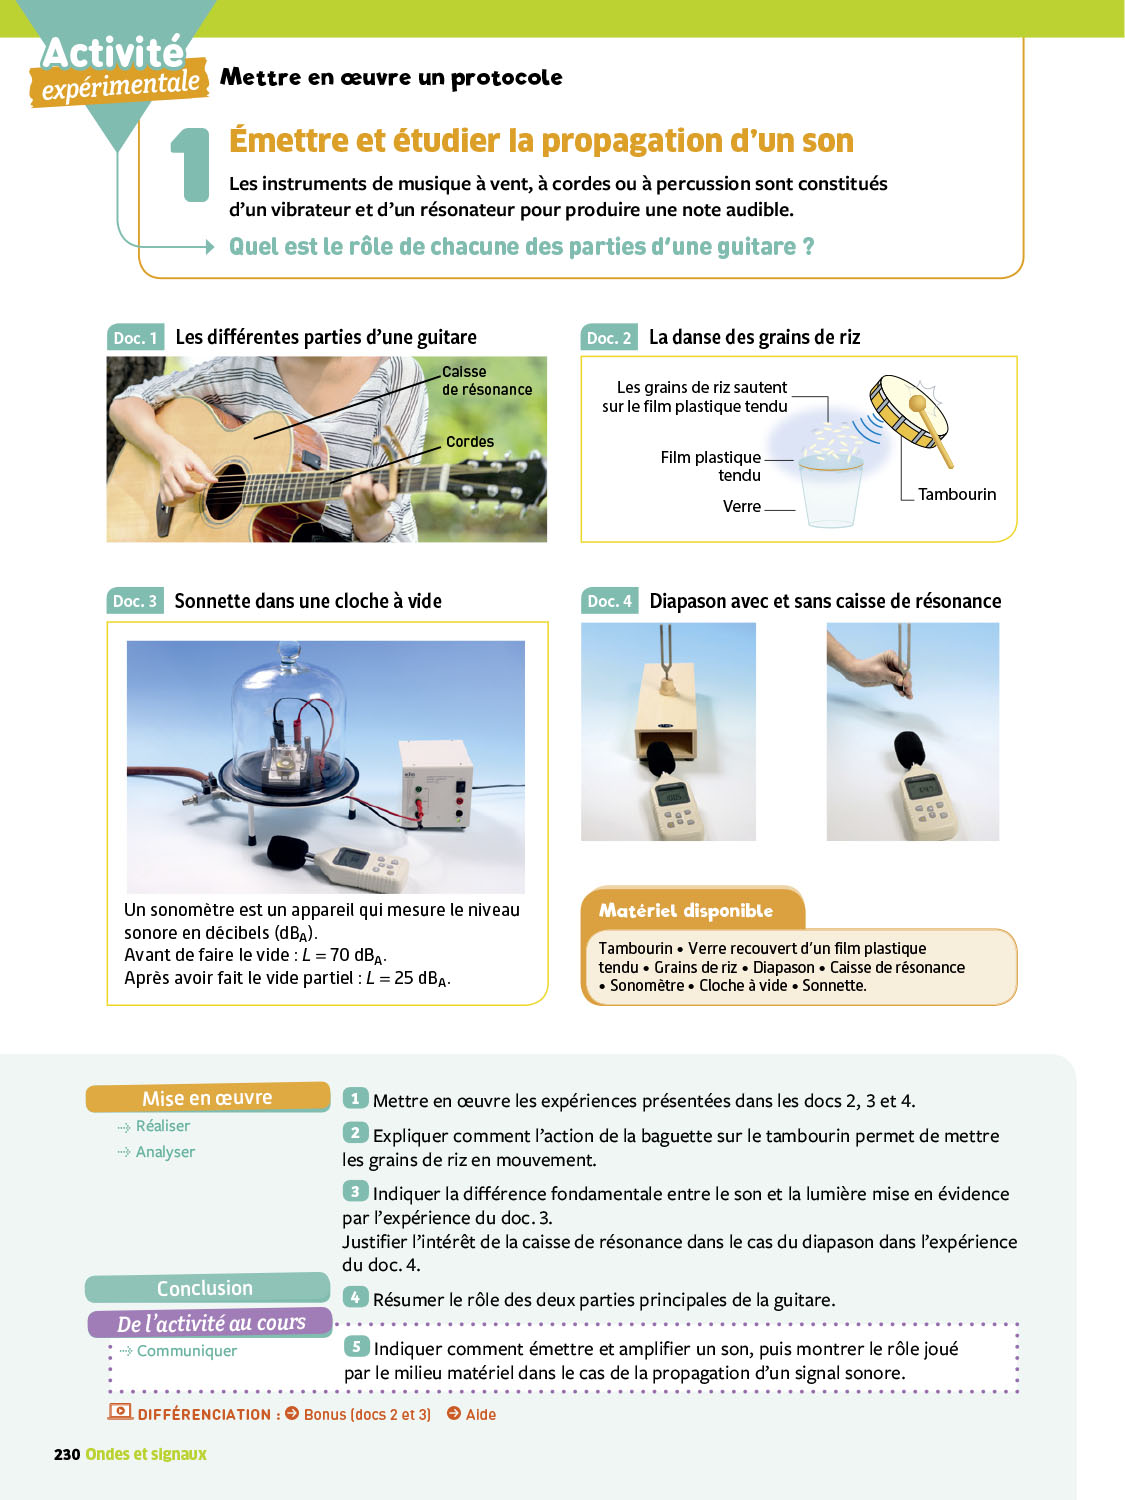 Activité
expérimentale
Mettre en œuvre un protocole
1
Émettre et étudier la propagation d'un son
Les instruments de musique à vent, à cordes ou à percussion sont constitués
d'un vibrateur et d'un résonateur pour produire une note audible.
Quel est le rôle de chacune des parties d'une guitare ?
Doc. 1 Les différentes parties d'une guitare
Caisse
de résonance
Cordes
Doc. 2 La danse des grains de riz
Les grains de riz sautent
sur le film plastique tendu
Film plastique
tendu
Verre
Tambourin
Doc. 3 Sonnette dans une cloche à vide
Un sonomètre est un appareil qui mesure le niveau
sonore en décibels (dBA).
Avant de faire le vide : L = 70 dBA.
Après avoir fait le vide partiel : L = 25 dBA.
Doc. 4 Diapason avec et sans caisse de résonance
Matériel disponible
Tambourin • Verre recouvert d'un film plastique
tendu • Grains de riz • Diapason • Caisse de résonance
• Sonomètre • Cloche à vide • Sonnette.
Mise en œuvre
Réaliser
Analyser
1 Mettre en œuvre les expériences présentées dans les docs 2, 3 et 4.
2 Expliquer comment l'action de la baguette sur le tambourin permet de mettre
les grains de riz en mouvement.
3 Indiquer la différence fondamentale entre le son et la lumière mise en évidence
par l'expérience du doc. 3.
Justifier l'intérêt de la caisse de résonance dans le cas du diapason dans l'expérience
du doc. 4.
Conclusion
4 Résumer le rôle des deux parties principales de la guitare.
De l'activité au cours
Communiquer
5 Indiquer comment émettre et amplifier un son, puis montrer le rôle joué
par le milieu matériel dans le cas de la propagation d'un signal sonore.
DIFFÉRENCIATION : Bonus (docs 2 et 3) Aide
230 Ondes et signaux